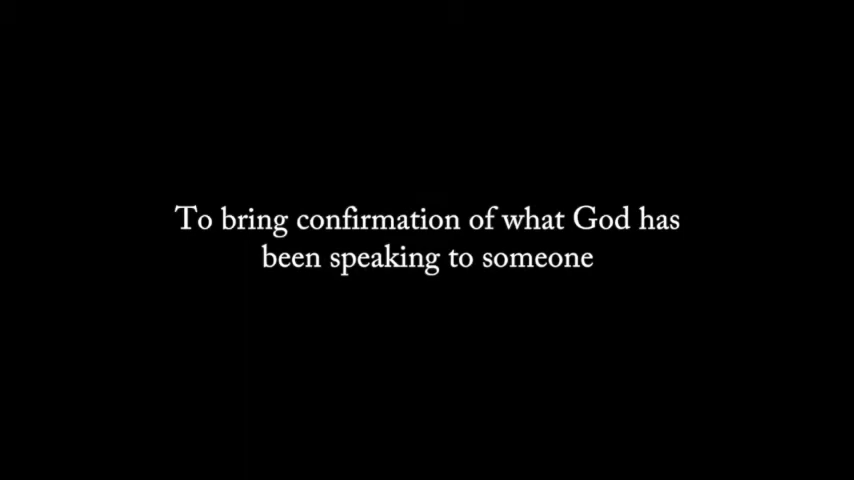 To bring confirmation of what God has
been speaking to someone